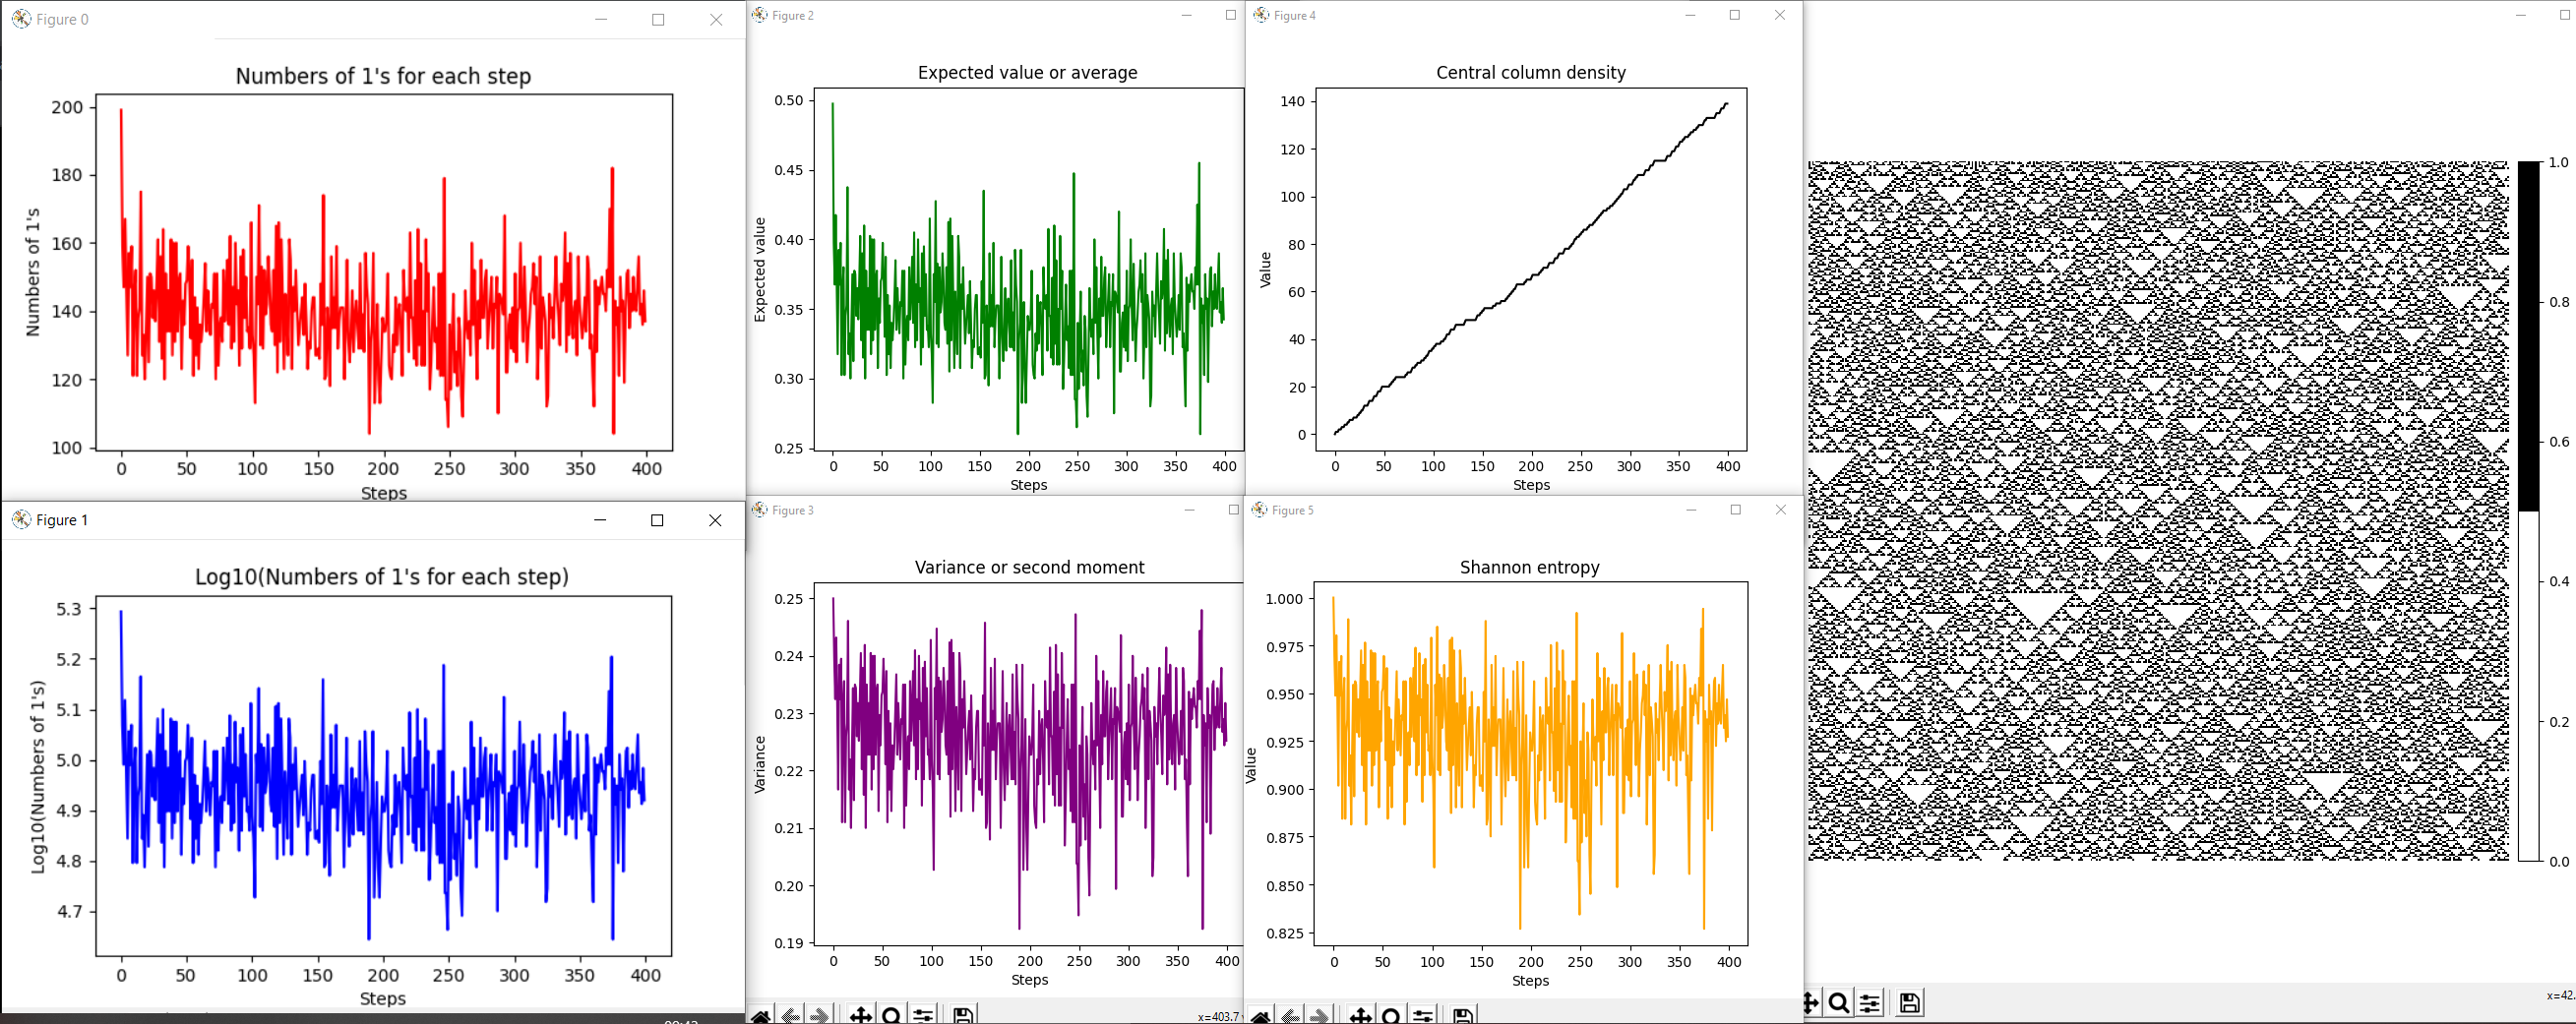 Figure 0
Numbers of 1's for each step
Numbers of 1's
200
180
160
140
120
100
0 50 100 150 200 250 300 350 400
Steps
Figure 1
Log10(Numbers of 1's for each step)
Log10(Numbers of 1's)
5.3
5.2
5.1
5.0
4.9
4.8
4.7
0 50 100 150 200 250 300 350 400
Steps
Figure 2
Expected value or average
Expected value
0.50
0.45
0.40
0.35
0.30
0.25
0 50 100 150 200 250 300 350 400
Steps
Figure 3
Variance or second moment
Variance
0.25
0.24
0.23
0.22
0.21
0.20
0.19
0 50 100 150 200 250 300 350 400
Steps
x=403.7
Figure 4
Central column density
Value
140
120
100
80
60
40
20
0
0 50 100 150 200 250 300 350 400
Steps
Figure 5
Shannon entropy
Value
1.000
0.975
0.950
0.925
0.900
0.875
0.850
0.825
0 50 100 150 200 250 300 350 400
Steps
1.0
0.8
0.6
0.4
0.2
0.0
x=42.